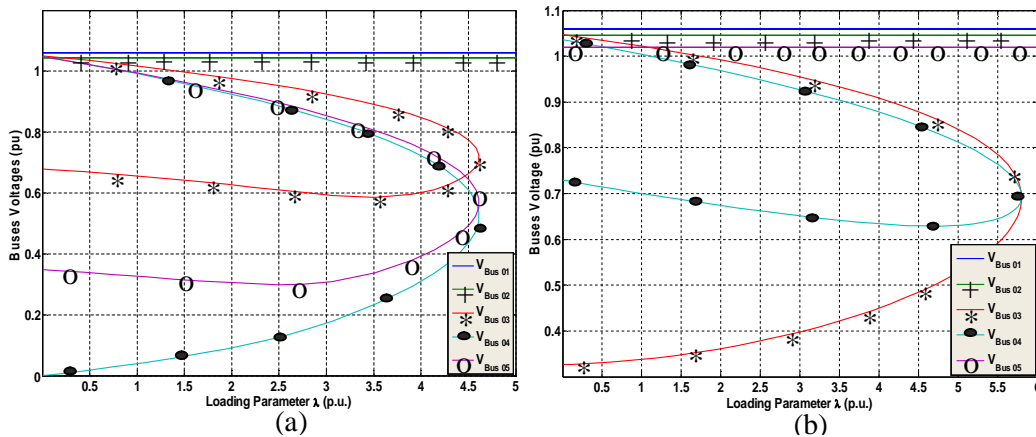 Buses Voltages (pu)
1
0.8
0.6
0.4
0.2
0
0.5 1 1.5 2 2.5 3 3.5 4 4.5 5
Loading Parameter λ (p.u.)
V Bus 01
V Bus 02
V Bus 03
V Bus 04
V Bus 05
(a)
Buses Voltage (pu)
1.1
1
0.9
0.8
0.7
0.6
0.5
0.4
0.5 1 1.5 2 2.5 3 3.5 4 4.5 5 5.5 6
Loading Parameter λ (p.u.)
V Bus 01
V Bus 02
V Bus 03
V Bus 04
V Bus 05
(b)